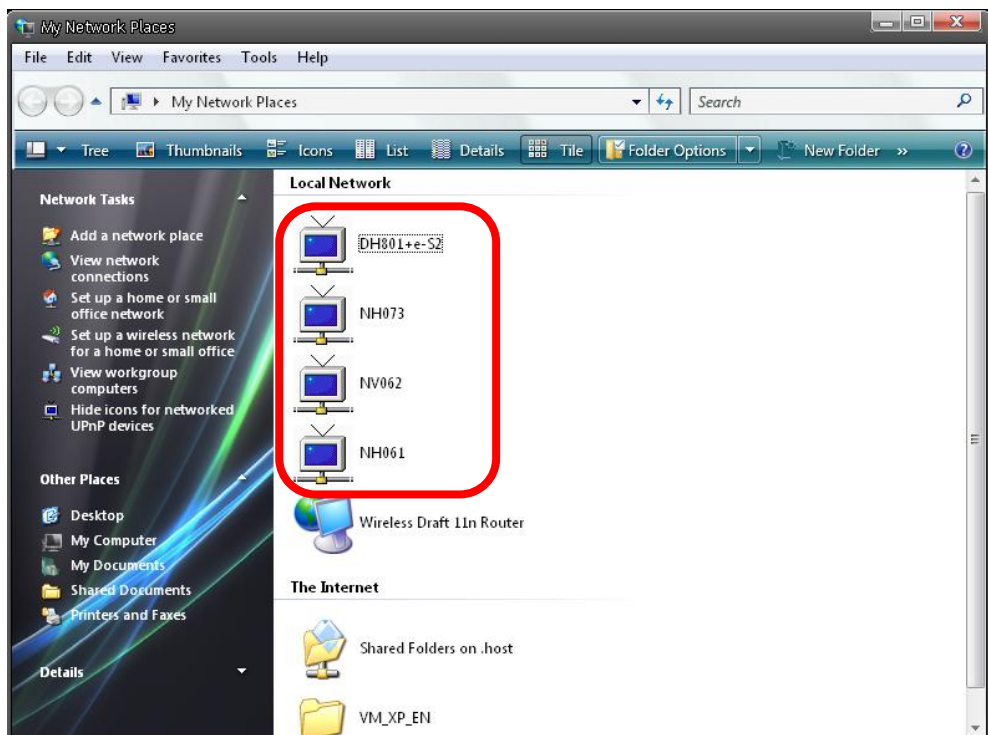 My Network Places
File Edit View Favorites Tools Help
My Network Places Search
Tree Thumbnails Icons List Details Tile Folder Options New Folder »
Local Network
Network Tasks
Add a network place
View network
connections
Set up a home or small
office network
Set up a wireless network
for a home or small office
View workgroup
computers
Hide icons for networked
UPnP devices
Other Places
Desktop
My Computer
My Documents
Shared Documents
Printers and Faxes
Details
DH801+e-S2
NH073
NV062
NH061
Wireless Draft 11n Router
The Internet
Shared Folders on .host
VM_XP_EN